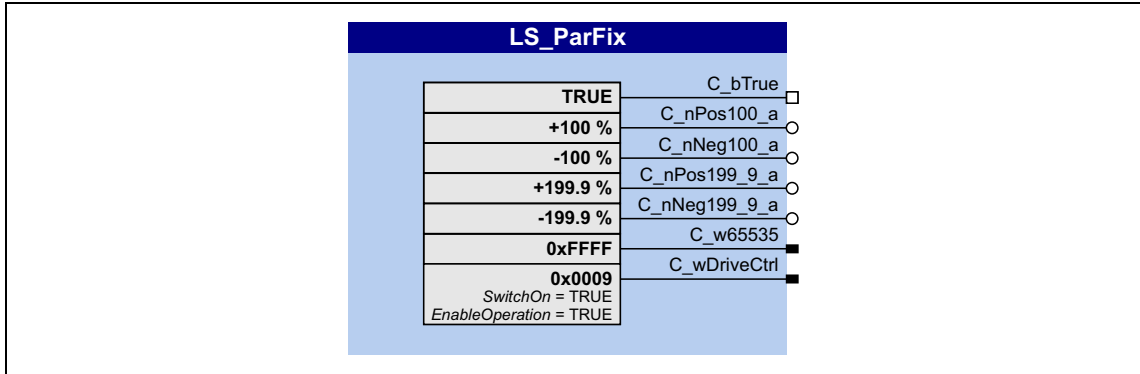 LS_ParFix
TRUE C_bTrue
+100 % C_nPos100_a
-100 % C_nNeg100_a
+199.9 % C_nPos199_9_a
-199.9 % C_nNeg199_9_a
0xFFFF C_w65535
0x0009 C_wDriveCtrl
SwitchOn = TRUE
EnableOperation = TRUE